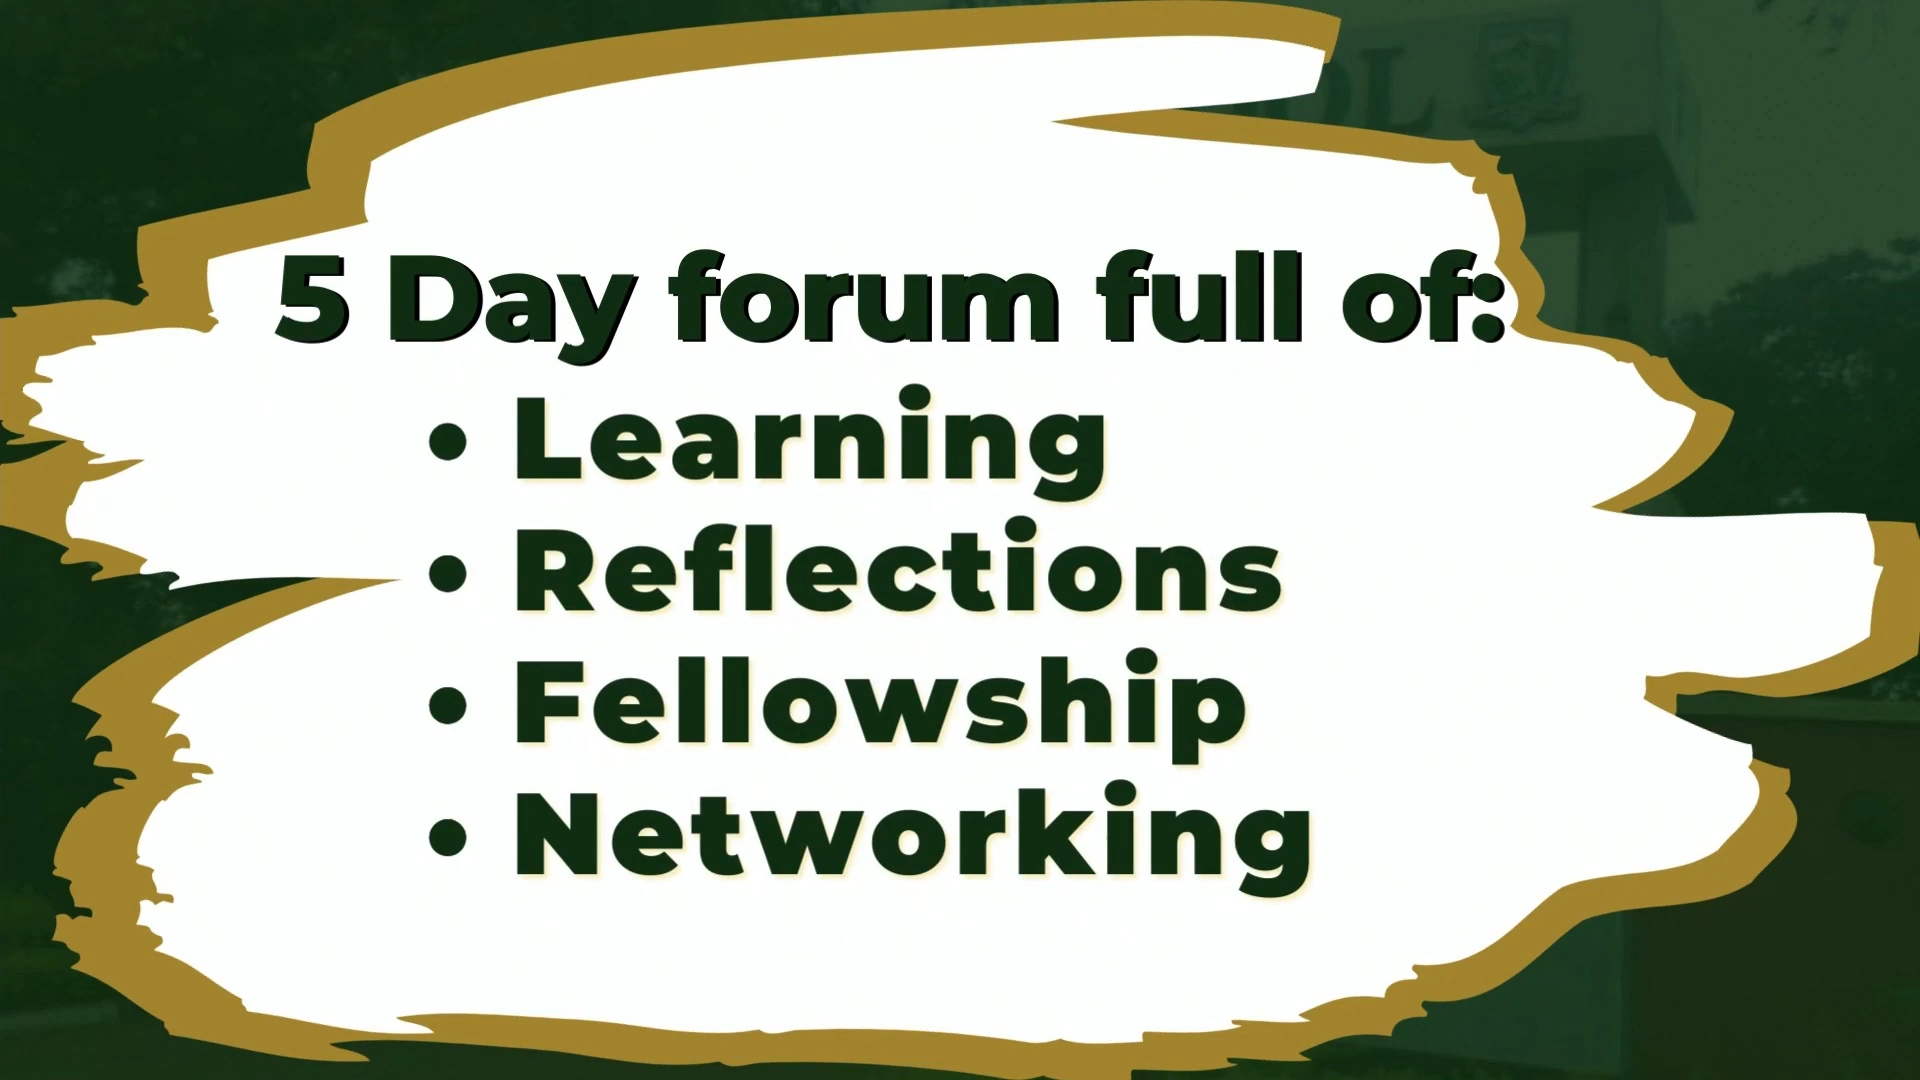 5 Day forum full of:
• Learning
• Reflections
• Fellowship
• Networking